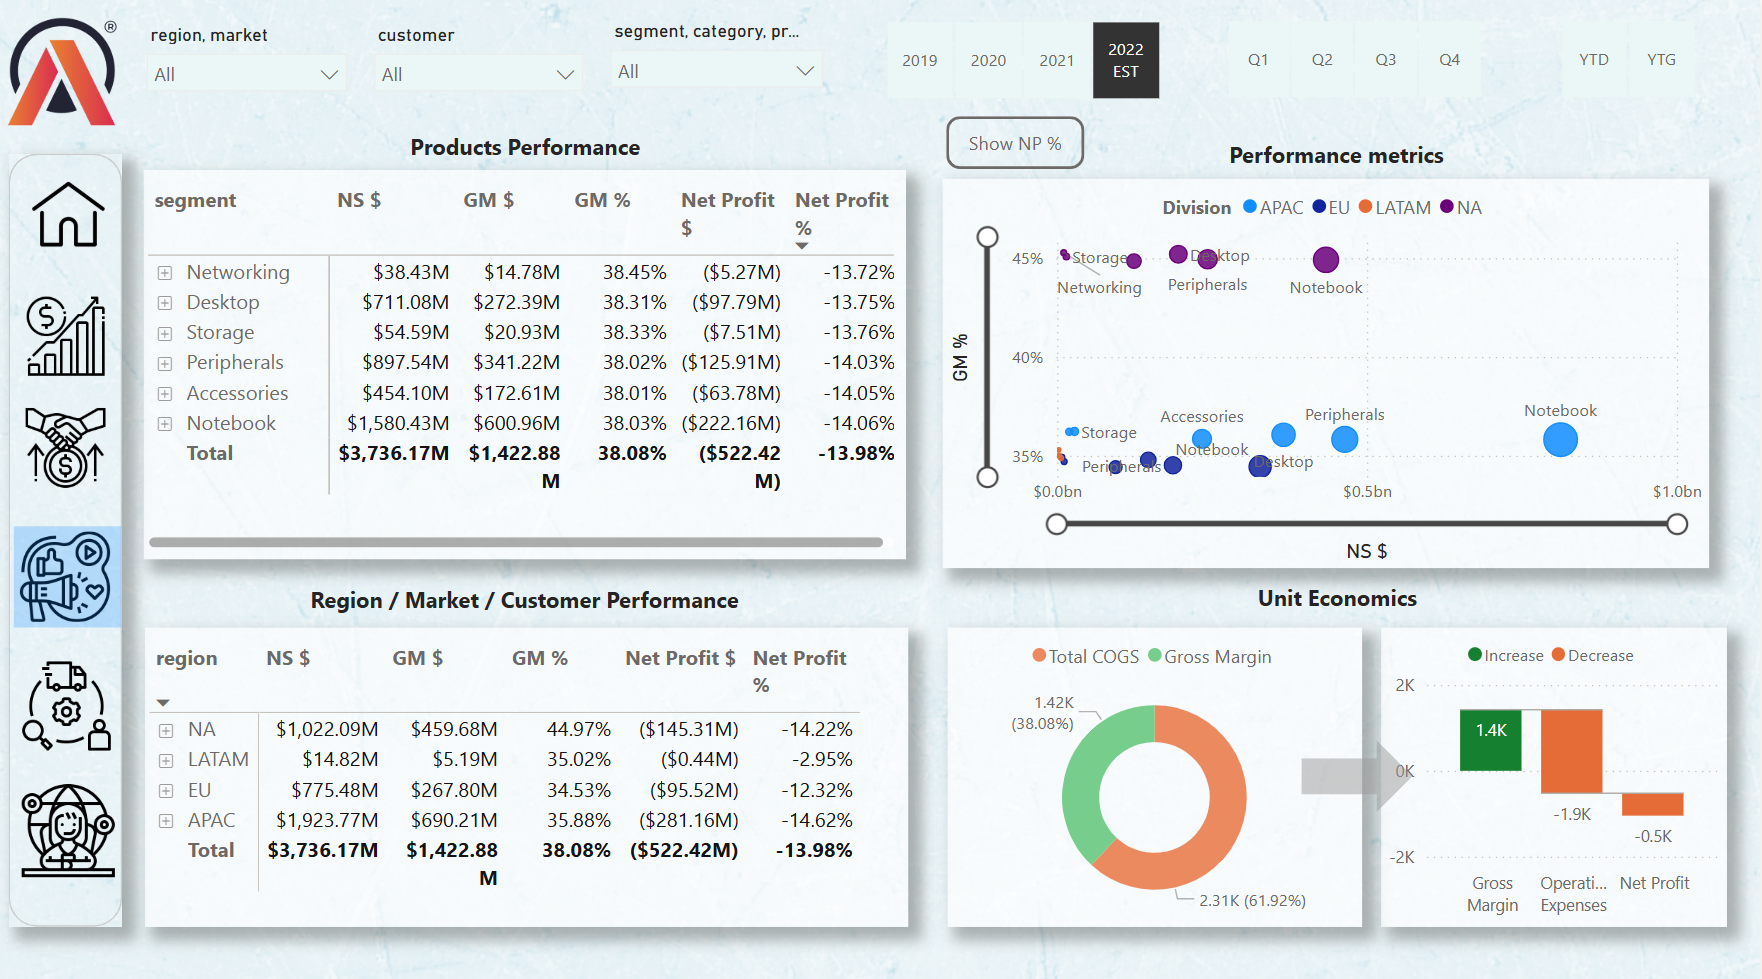 ®
region, market
All
customer
All
segment, category, pr...
All
2019
2020
2021
2022
EST
Q1
Q2
Q3
Q4
YTD
YTG
Products Performance
segment NS $ GM $ GM % Net Profit $ Net Profit %
Networking $38.43M $14.78M 38.45% ($5.27M) -13.72%
Desktop $711.08M $272.39M 38.31% ($97.79M) -13.75%
Storage $54.59M $20.93M 38.33% ($7.51M) -13.76%
Peripherals $897.54M $341.22M 38.02% ($125.91M) -14.03%
Accessories $454.10M $172.61M 38.01% ($63.78M) -14.05%
Notebook $1,580.43M $600.96M 38.03% ($222.16M) -14.06%
Total $3,736.17M $1,422.88 M 38.08% ($522.42 M) -13.98%
Show NP %
Performance metrics
Division APAC EU LATAM NA
GM %
45%
40%
35%
Storage
Desktop
Networking
Peripherals
Notebook
Accessories
Peripherals
Notebook
Storage
Notebook
Peripherals
Desktop
$0.0bn
$0.5bn
$1.0bn
NS $
Region / Market / Customer Performance
region NS $ GM $ GM % Net Profit $ Net Profit %
NA $1,022.09M $459.68M 44.97% ($145.31M) -14.22%
LATAM $14.82M $5.19M 35.02% ($0.44M) -2.95%
EU $775.48M $267.80M 34.53% ($95.52M) -12.32%
APAC $1,923.77M $690.21M 35.88% ($281.16M) -14.62%
Total $3,736.17M $1,422.88 M 38.08% ($522.42M) -13.98%
Unit Economics
Total COGS Gross Margin
1.42K
(38.08%)
2.31K (61.92%)
$
$
Increase Decrease
2K
0K
-2K
1.4K
-1.9K
-0.5K
Gross
Margin
Operati...
Expenses
Net Profit